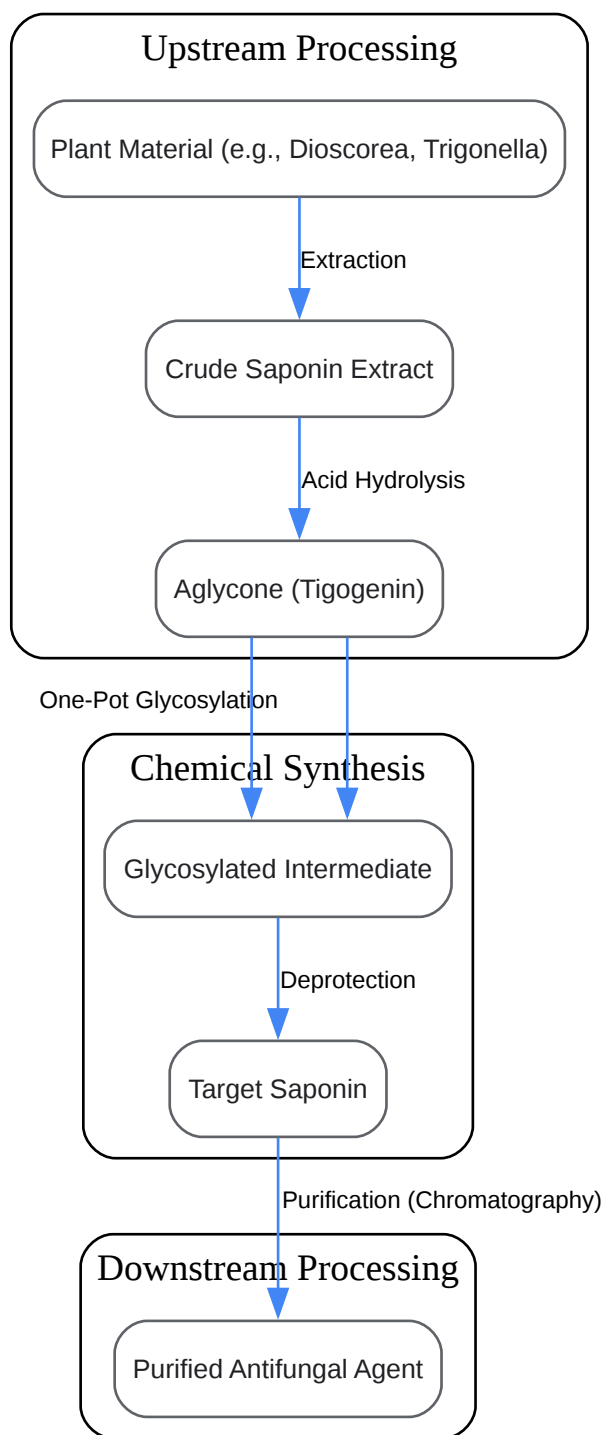 Upstream Processing
Plant Material (e.g., Dioscorea, Trigonella)
Extraction
Crude Saponin Extract
Acid Hydrolysis
Aglycone (Tigogenin)
One-Pot Glycosylation
Chemical Synthesis
Glycosylated Intermediate
Deprotection
Target Saponin
Purification (Chromatography)
Downstream Processing
Purified Antifungal Agent